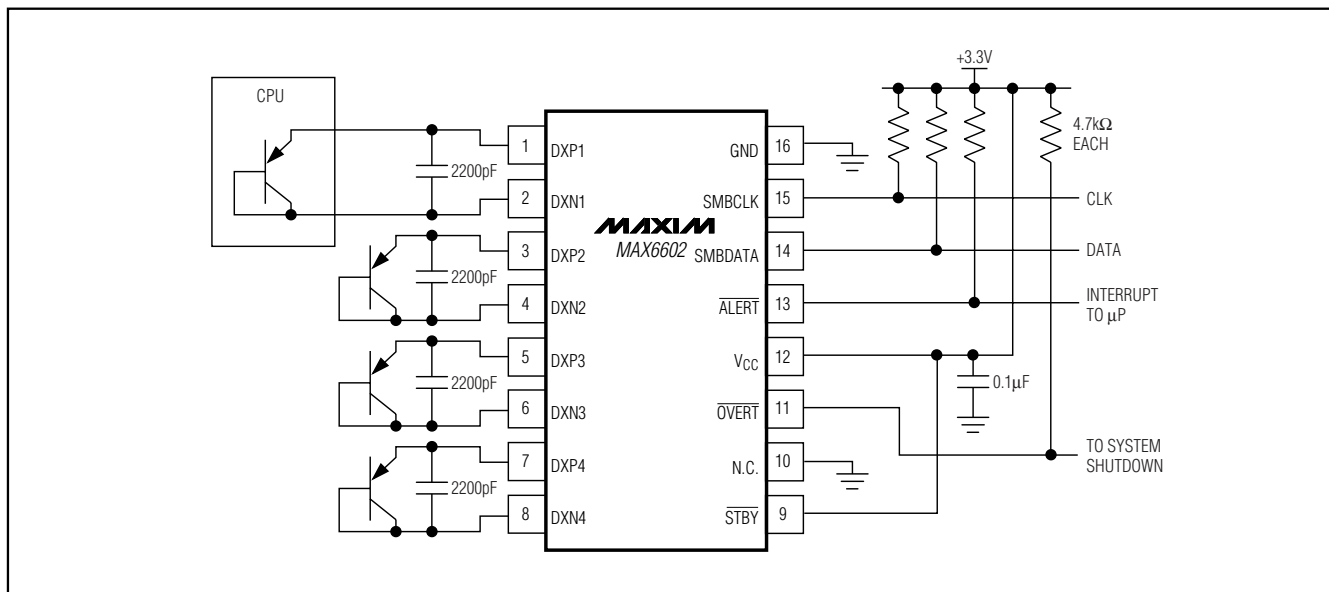 +3.3V
CPU
4.7kΩ
EACH
2200pF
1
DXP1
GND
16
2
DXN1
SMBCLK
15
CLK
MAXIM
MAX6602
3
DXP2
SMBDATA
14
DATA
2200pF
4
DXN2
ALERT
13
INTERRUPT
TO μP
5
DXP3
VCC
12
2200pF
0.1μF
6
DXN3
OVERT
11
7
DXP4
N.C.
10
TO SYSTEM
SHUTDOWN
2200pF
8
DXN4
STBY
9